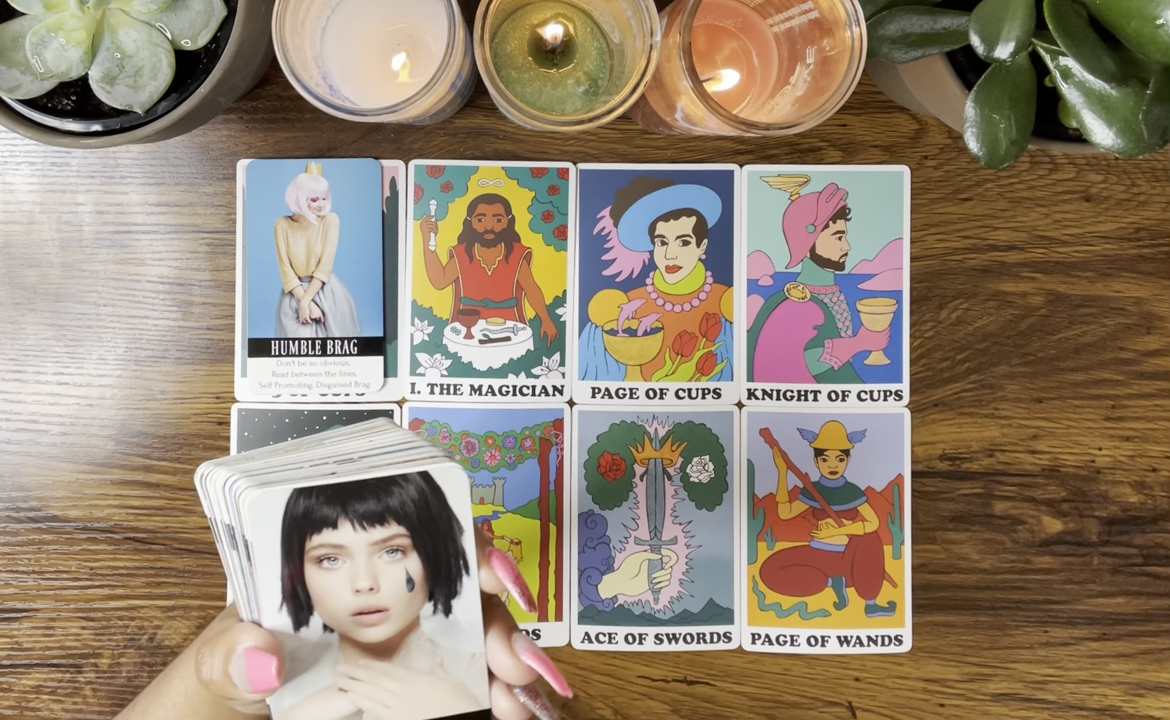 HUMBLE BRAG
Don't be so obvious.
Read between the lines.
Self Promoting, Disguised Brag
I. THE MAGICIAN
PAGE OF CUPS
KNIGHT OF CUPS
ACE OF SWORDS
PAGE OF WANDS